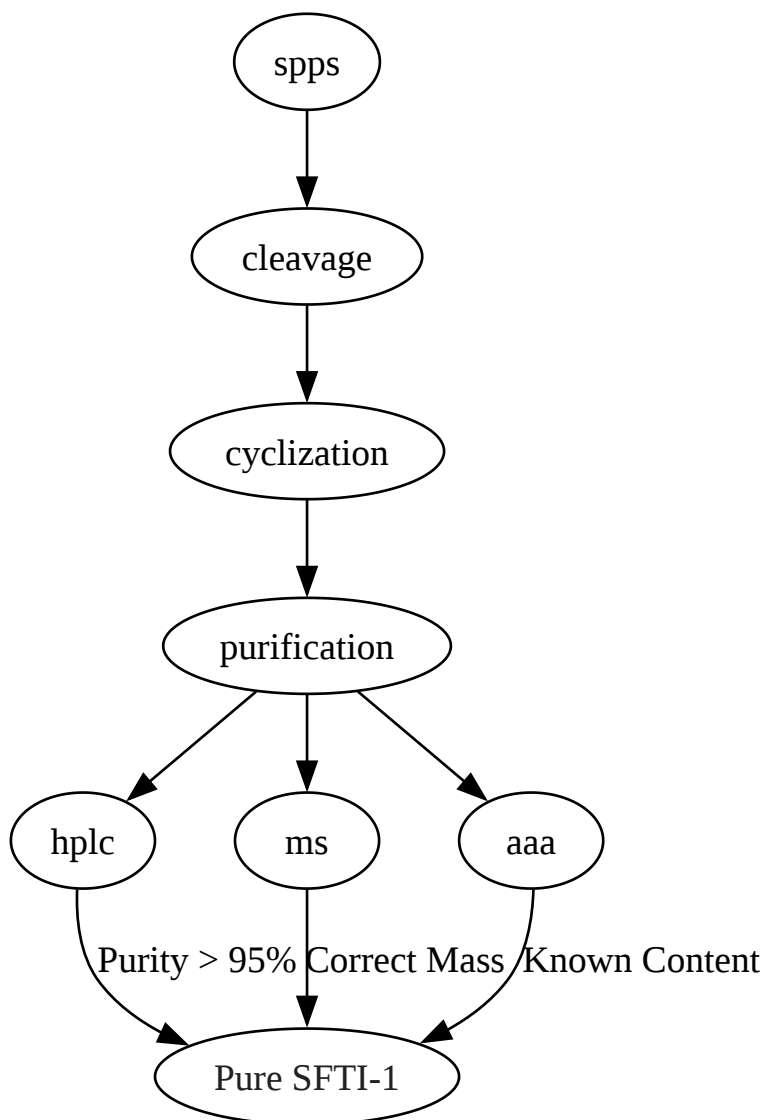 spps
cleavage
cyclization
purification
hplc
ms
aaa
Purity > 95%
Correct Mass
Known Content
Pure SFTI-1